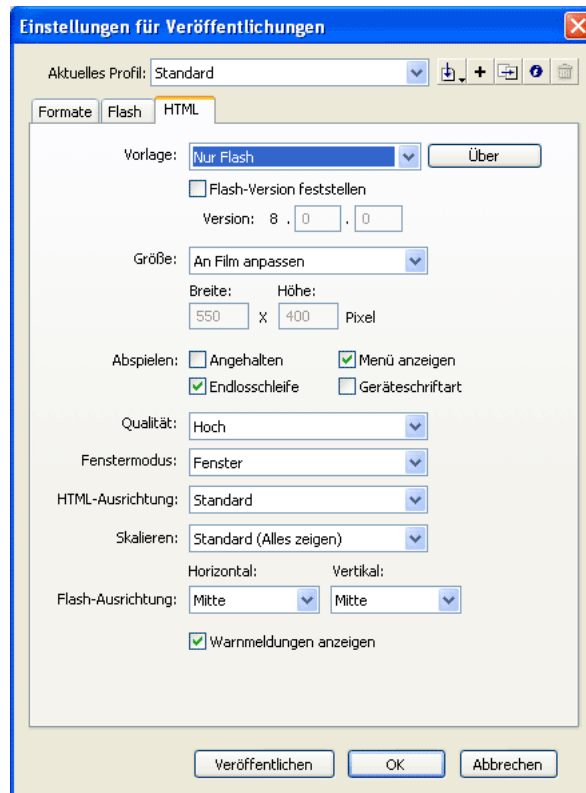 Einstellungen für Veröffentlichungen
Aktuelles Profil: Standard
Formate Flash HTML
Vorlage: Nur Flash Über
Flash-Version feststellen
Version: 8 . 0 . 0
Größe: An Film anpassen
Breite: Höhe:
550 X 400 Pixel
Abspielen: Angehalten Menü anzeigen
Endlosschleife Geräteschriftart
Qualität: Hoch
Fenstermodus: Fenster
HTML-Ausrichtung: Standard
Skalieren: Standard (Alles zeigen)
Horizontal: Vertikal:
Flash-Ausrichtung: Mitte Mitte
Warnmeldungen anzeigen
Veröffentlichen OK Abbrechen